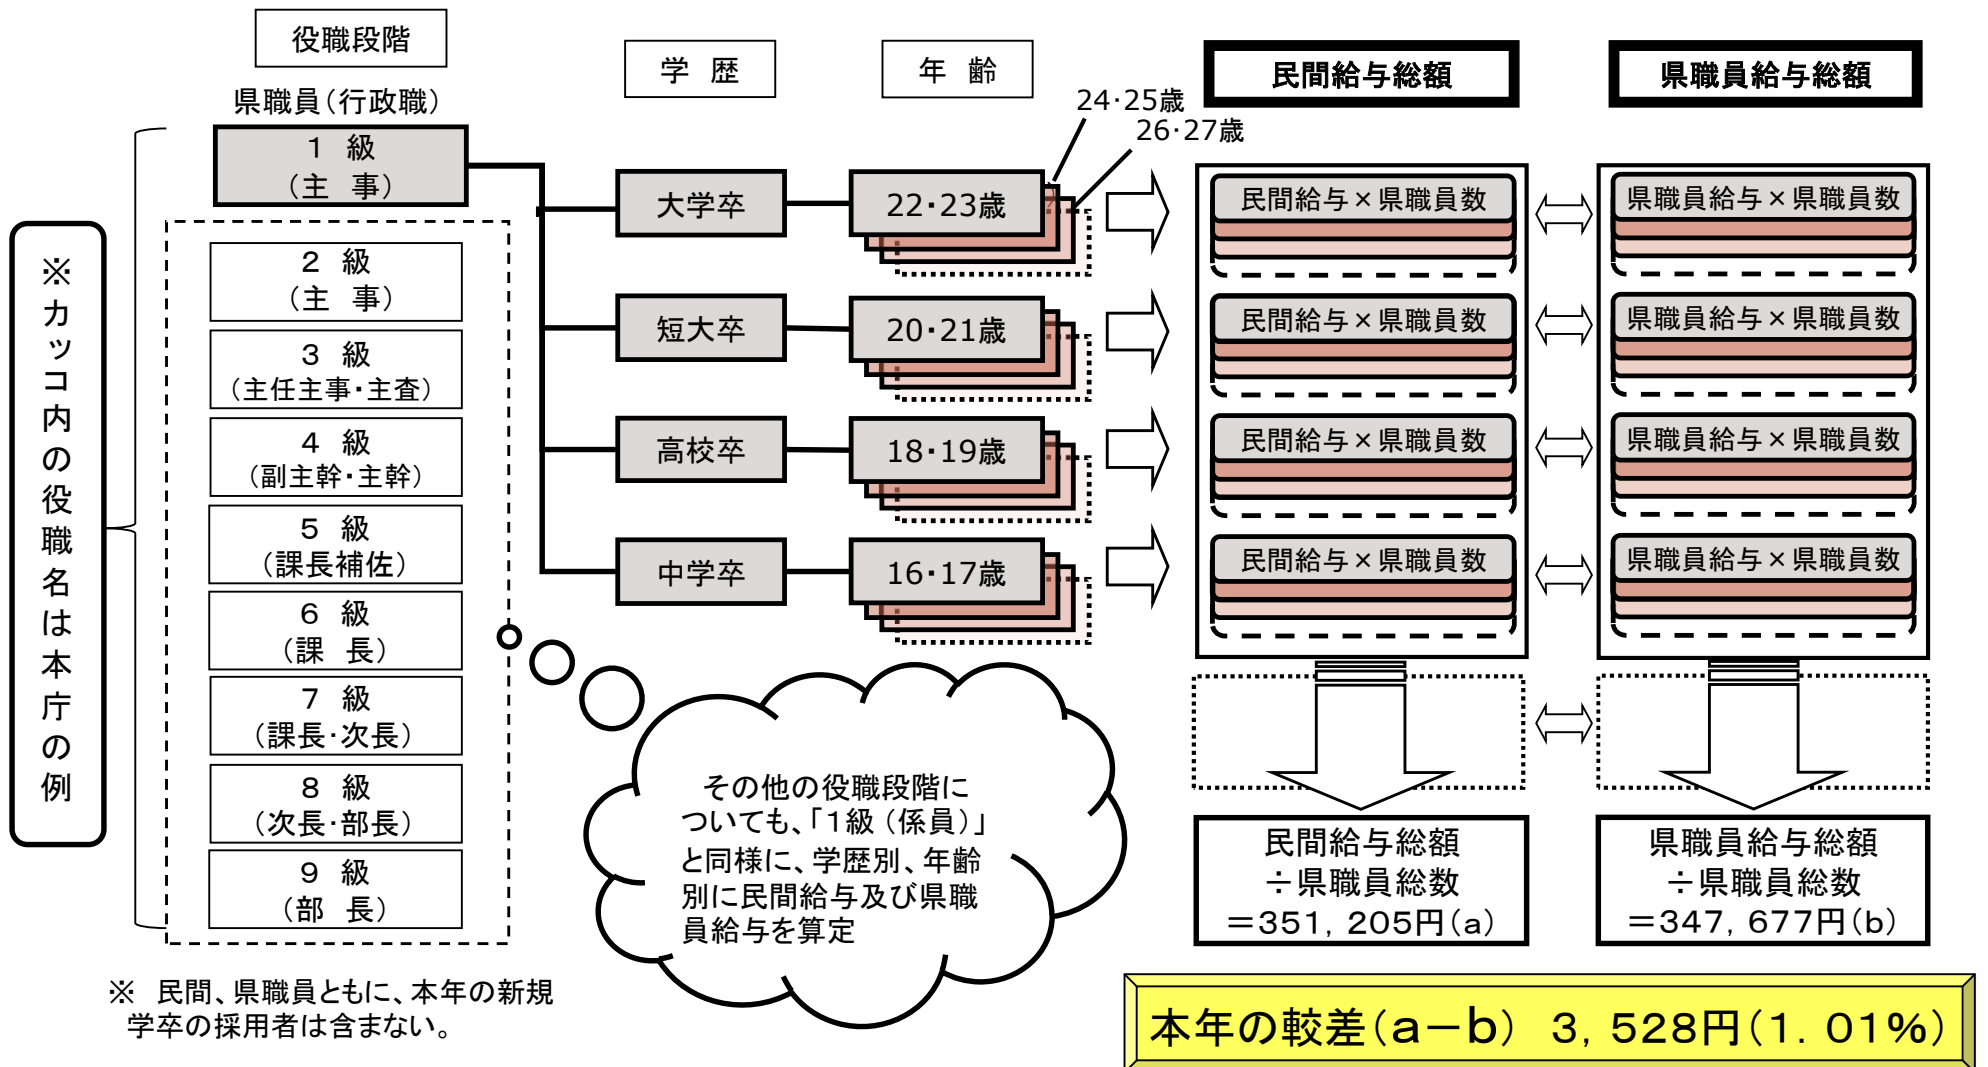 役職段階
学　歴
年　齢
民間給与総額
県職員給与総額
県職員（行政職）
24・25歳
26・27歳
１　級
（主　事）
２　級
（主　事）
３　級
（主任主事・主査）
４　級
（副主幹・主幹）
５　級
（課長補佐）
６　級
（課　長）
７　級
（課長・次長）
８　級
（次長・部長）
９　級
（部　長）
※カッコ内の役職名は本庁の例
大学卒
22・23歳
民間給与×県職員数
県職員給与×県職員数
短大卒
20・21歳
民間給与×県職員数
県職員給与×県職員数
高校卒
18・19歳
民間給与×県職員数
県職員給与×県職員数
中学卒
16・17歳
民間給与×県職員数
県職員給与×県職員数
その他の役職段階に
ついても、「１級（係員）」
と同様に、学歴別、年齢
別に民間給与及び県職
員給与を算定
民間給与総額
÷県職員総数
＝351，205円（a）
県職員給与総額
÷県職員総数
＝347，677円（b）
※　民間、県職員ともに、本年の新規
学卒の採用者は含まない。
本年の較差（a－b）　3，528円（1．01％）